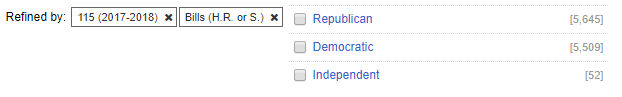 Refined by: 115 (2017-2018) ✖ Bills (H.R. or S.) ✖
Republican [5,645]
Democratic [5,509]
Independent [52]